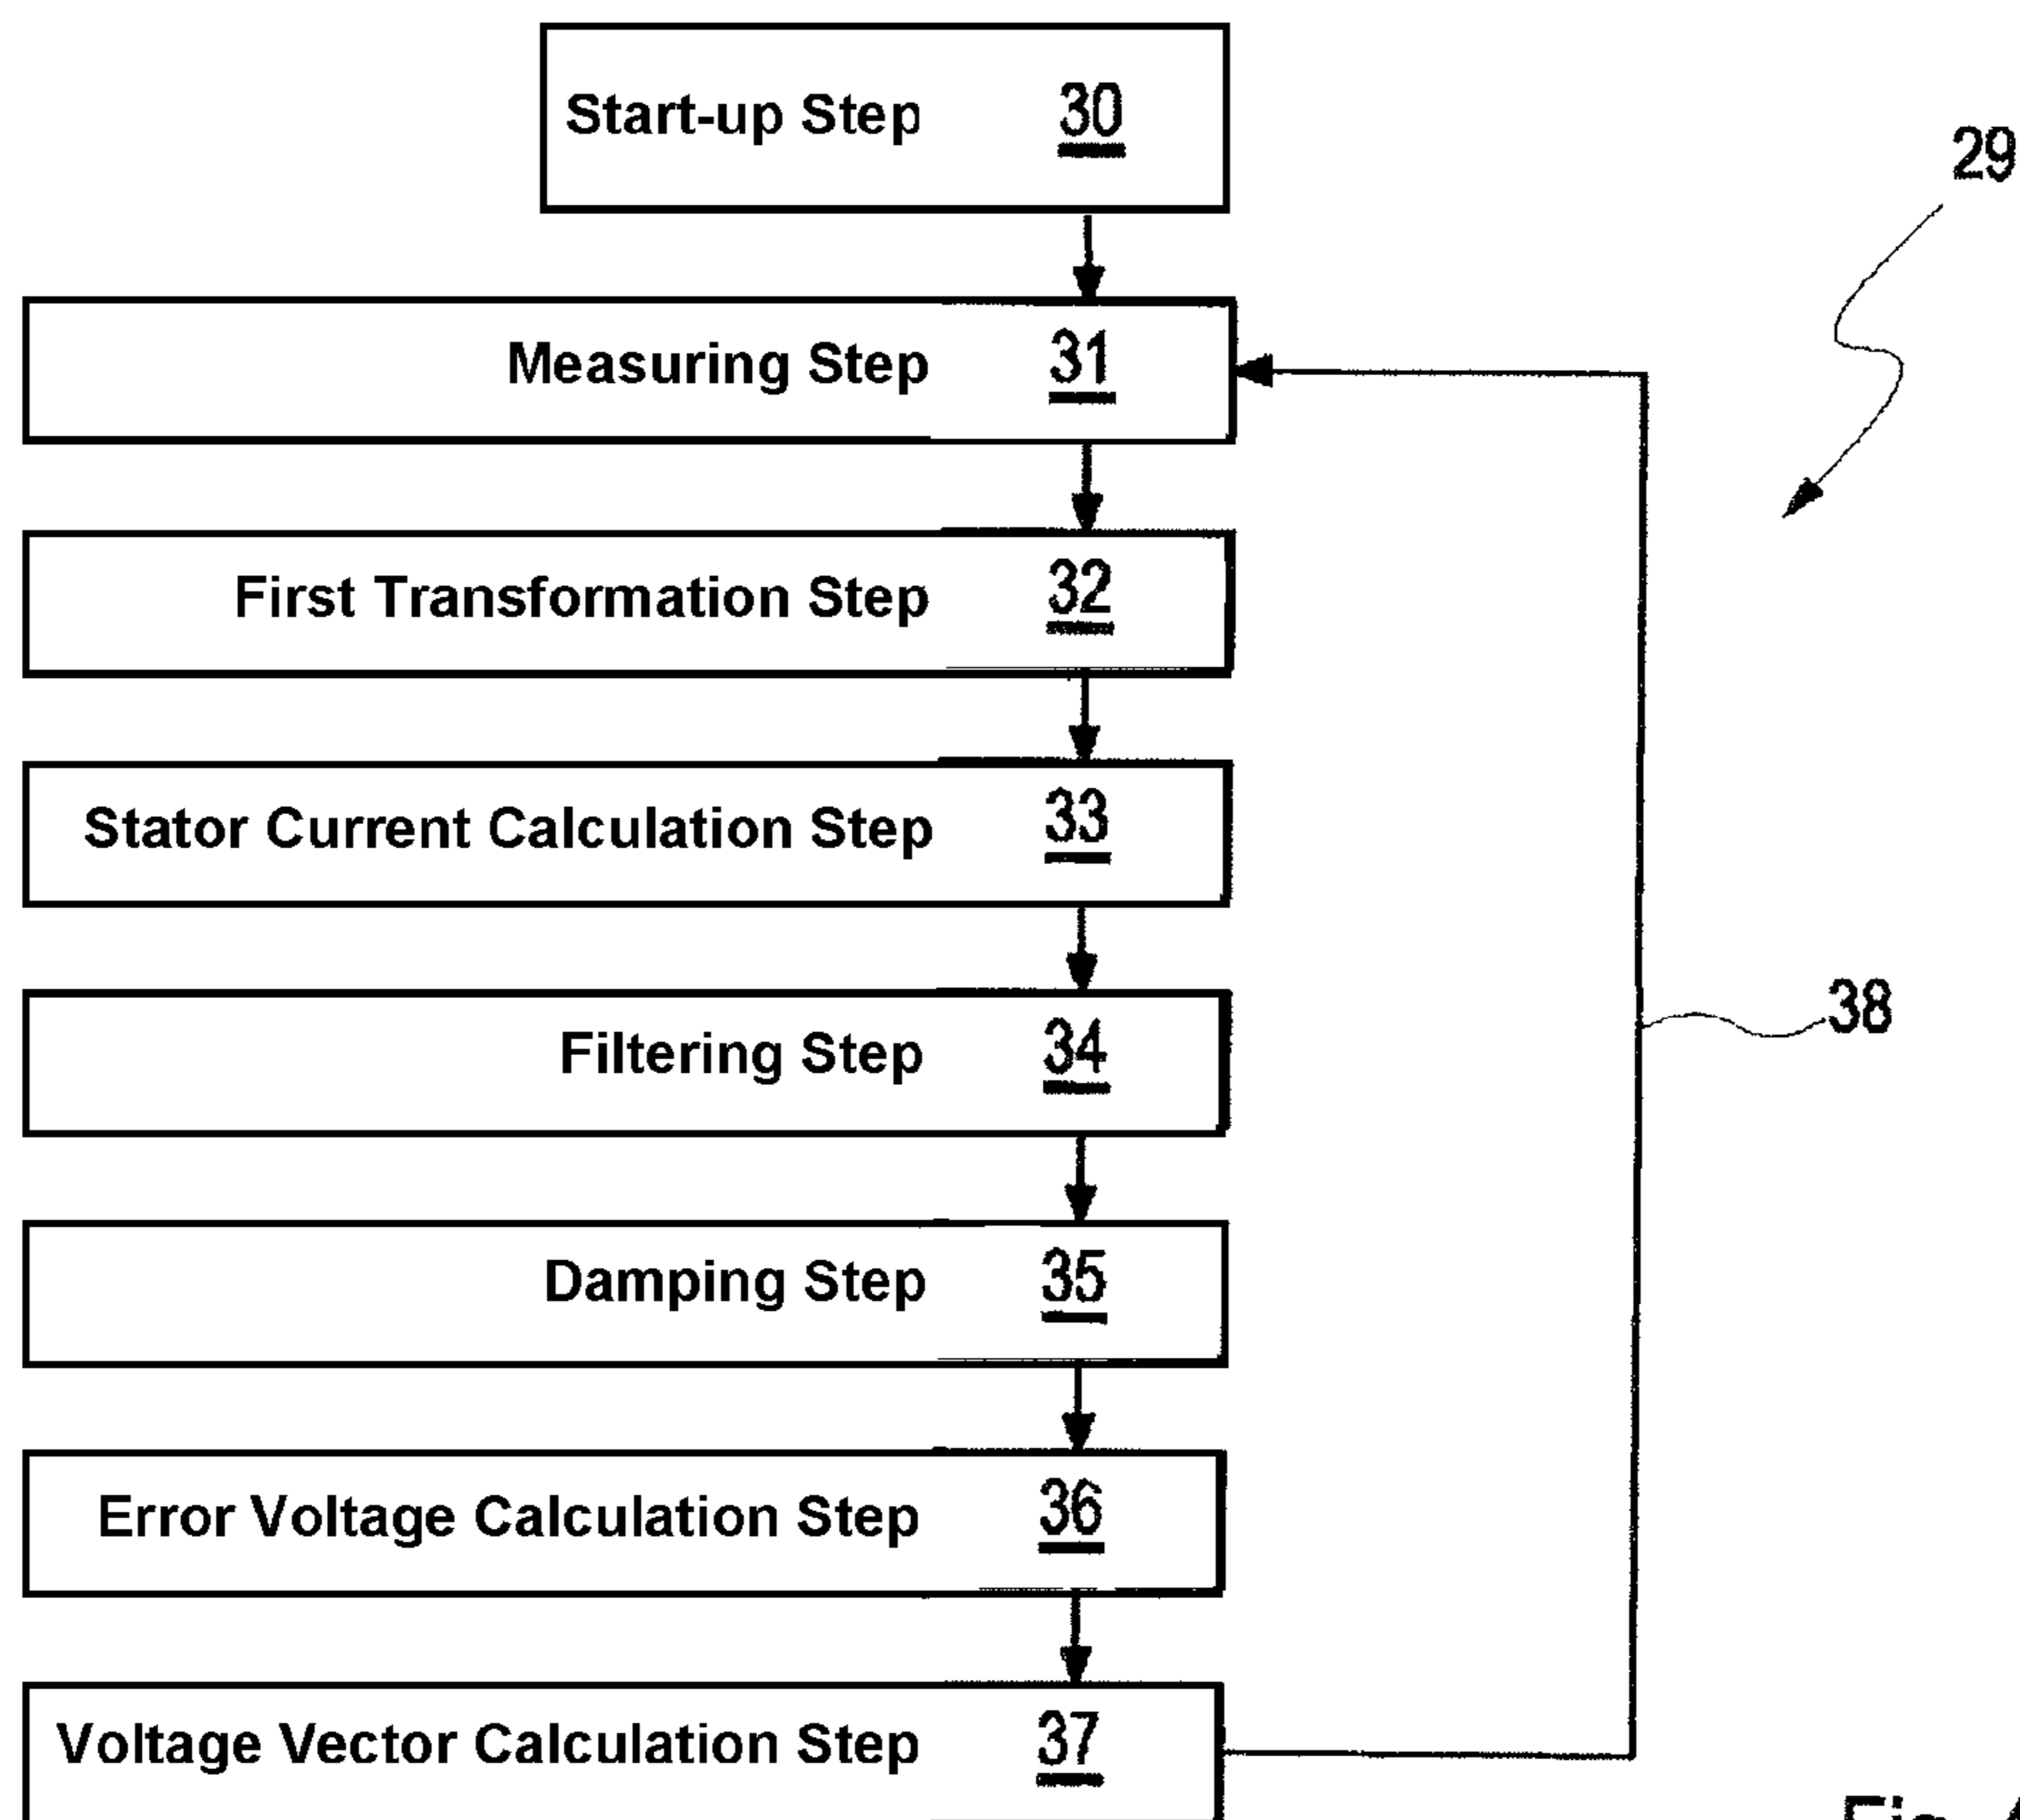 Start-up Step 30
29
Measuring Step 31
First Transformation Step 32
Stator Current Calculation Step 33
Filtering Step 34
38
Damping Step 35
Error Voltage Calculation Step 36
Voltage Vector Calculation Step 37